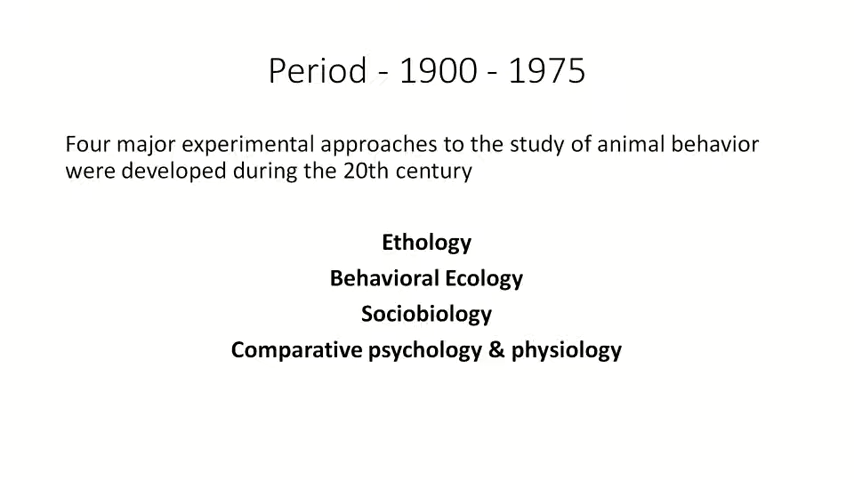 Period - 1900 - 1975
Four major experimental approaches to the study of animal behavior
were developed during the 20th century
Ethology
Behavioral Ecology
Sociobiology
Comparative psychology & physiology